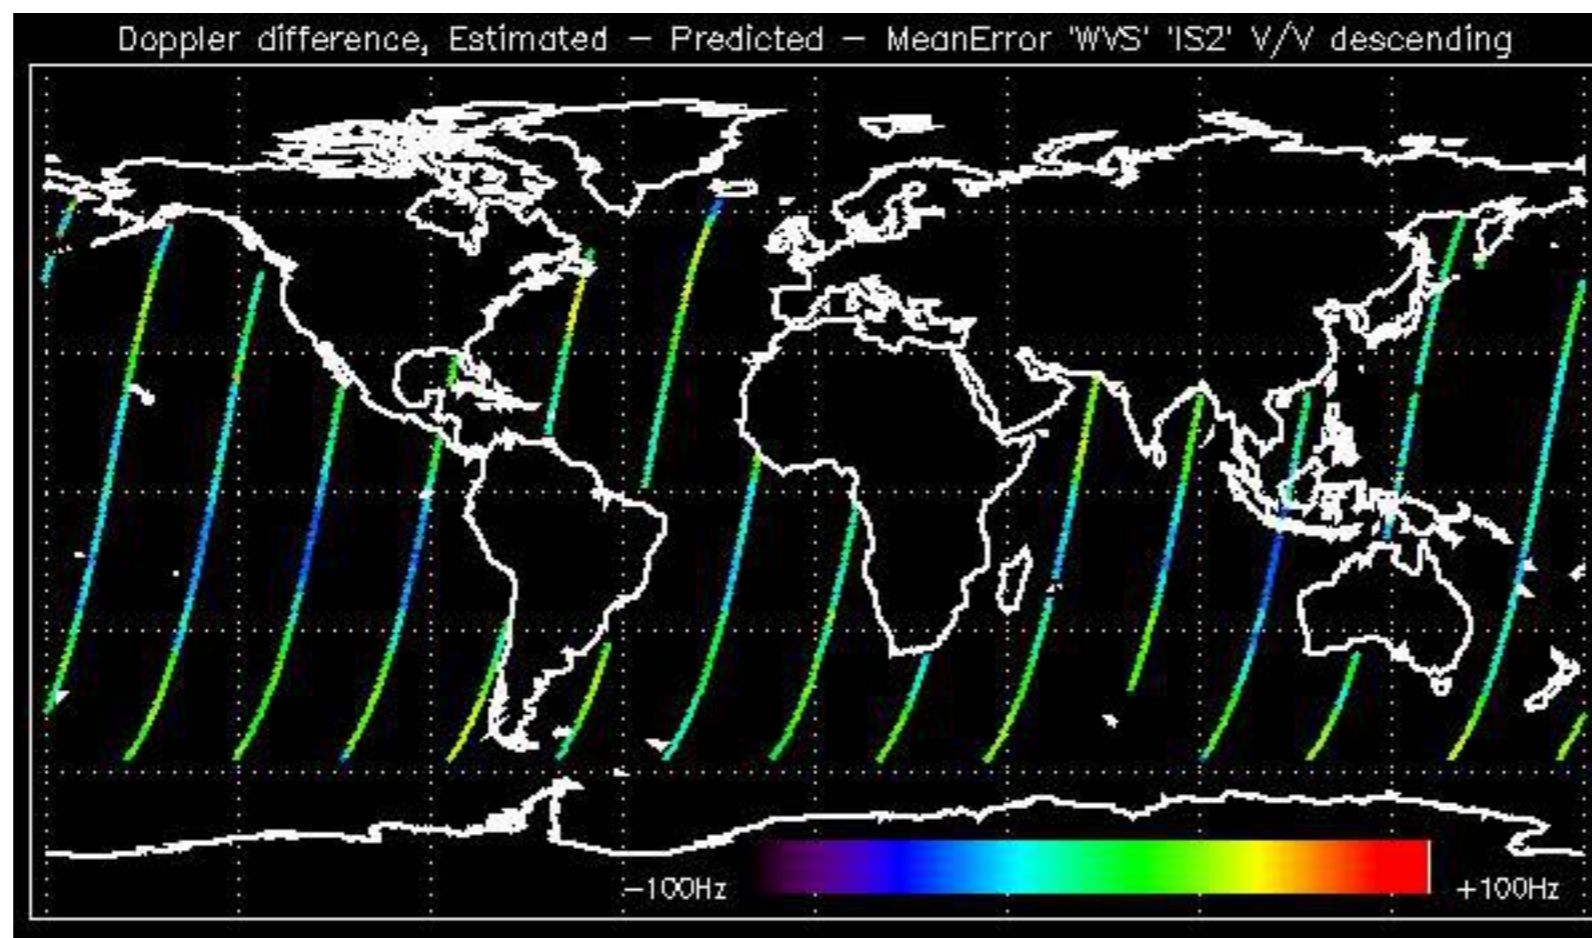 Doppler difference, Estimated – Predicted – MeanError 'WVS' 'IS2' V/V descending
−100Hz +100Hz